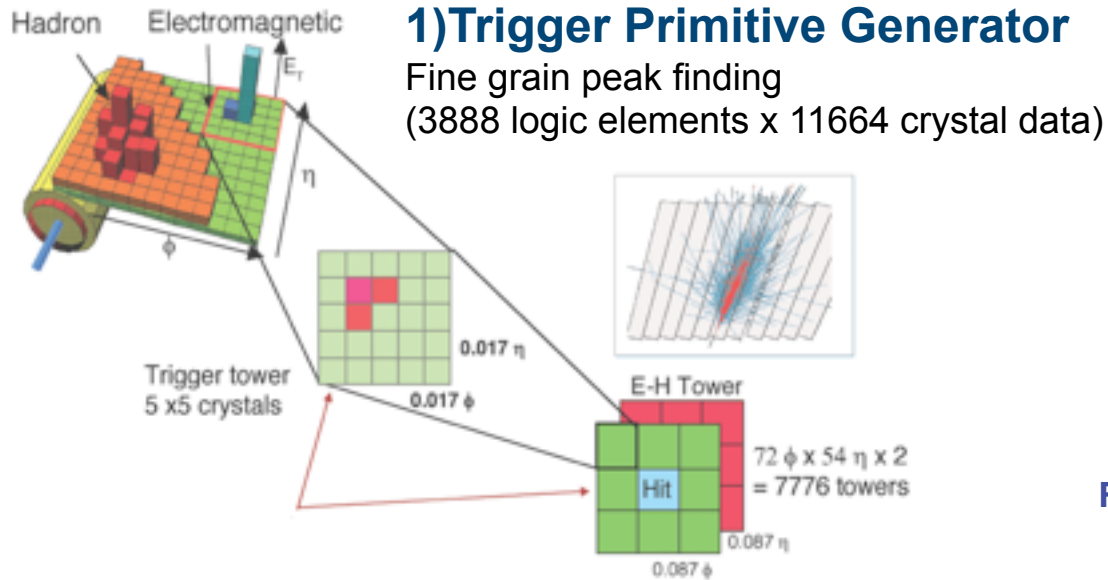 Hadron
Electromagnetic
1)Trigger Primitive Generator
Fine grain peak finding
(3888 logic elements x 11664 crystal data)
E_T
η
ϕ
0.017 η
0.017 ϕ
Trigger tower
5 x5 crystals
E-H Tower
Hit
72 ϕ x 54 η x 2
= 7776 towers
0.087 η
0.087 ϕ